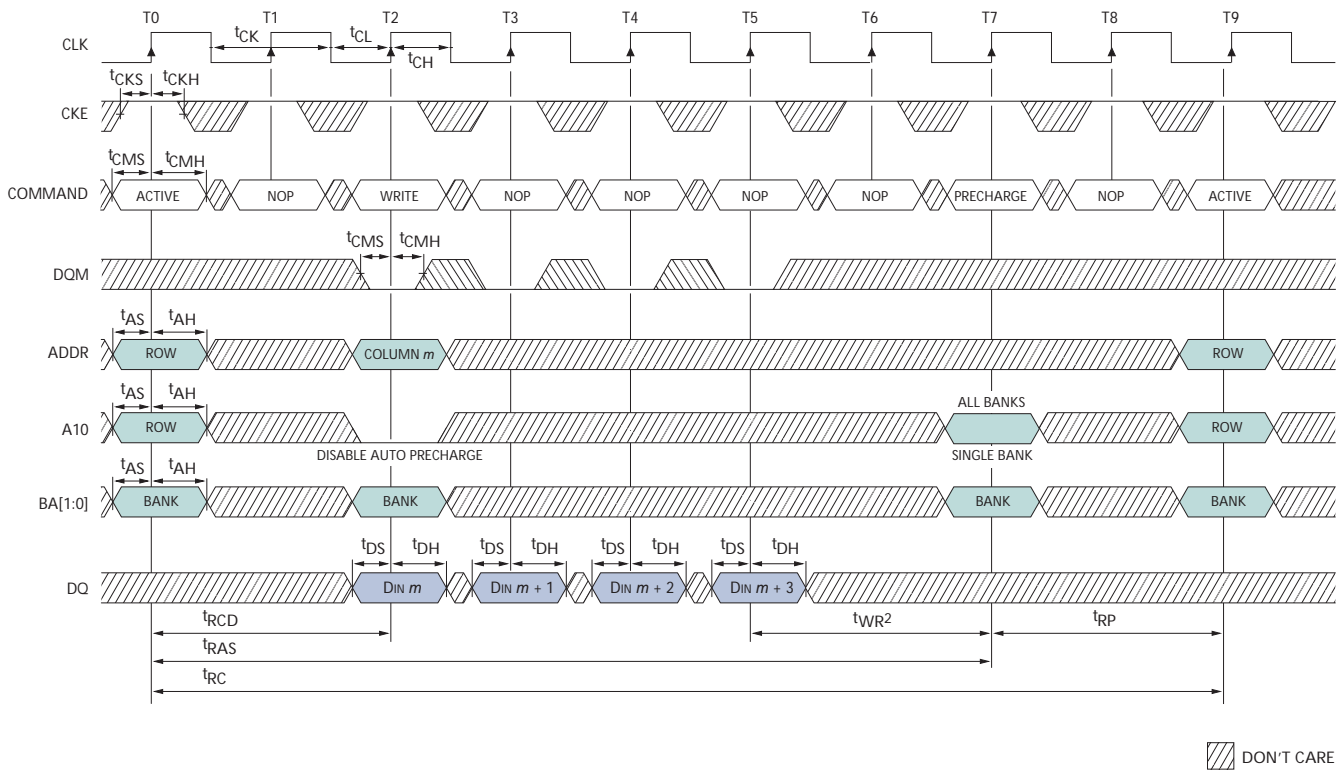 T0 T1 T2 T3 T4 T5 T6 T7 T8 T9
CLK
tCK tCL
tCH
tCKS tCKH
CKE
tCMS tCMH
COMMAND ACTIVE NOP WRITE NOP NOP NOP NOP PRECHARGE NOP ACTIVE
tCMS tCMH
DQM
tAS tAH
ADDR ROW COLUMN m ROW
tAS tAH ALL BANKS
A10 ROW ROW
DISABLE AUTO PRECHARGE SINGLE BANK
tAS tAH
BA[1:0] BANK BANK BANK BANK
tDS tDH tDS tDH tDS tDH tDS tDH
DQ DIN m DIN m + 1 DIN m + 2 DIN m + 3
tRCD tWR2 tRP
tRAS
tRC
DON'T CARE